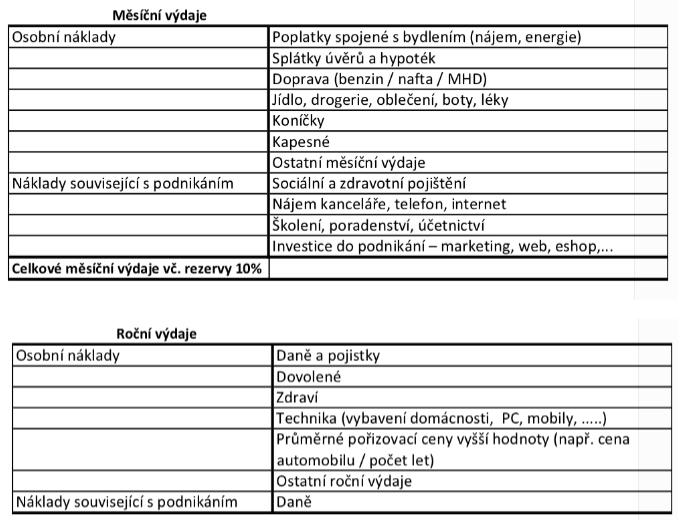 Měsíční výdaje
Osobní náklady Poplatky spojené s bydlením (nájem, energie)
Splátky úvěrů a hypoték
Doprava (benzin / nafta / MHD)
Jídlo, drogerie, oblečení, boty, léky
Koníčky
Kapesné
Ostatní měsíční výdaje
Náklady související s podnikáním Sociální a zdravotní pojištění
Nájem kanceláře, telefon, internet
Školení, poradenství, účetnictví
Investice do podnikání – marketing, web, eshop,...
Celkové měsíční výdaje vč. rezervy 10%
Roční výdaje
Osobní náklady Daně a pojistky
Dovolené
Zdraví
Technika (vybavení domácnosti, PC, mobily, .....)
Průměrné pořizovací ceny vyšší hodnoty (např. cena
automobilu / počet let)
Ostatní roční výdaje
Náklady související s podnikáním Daně